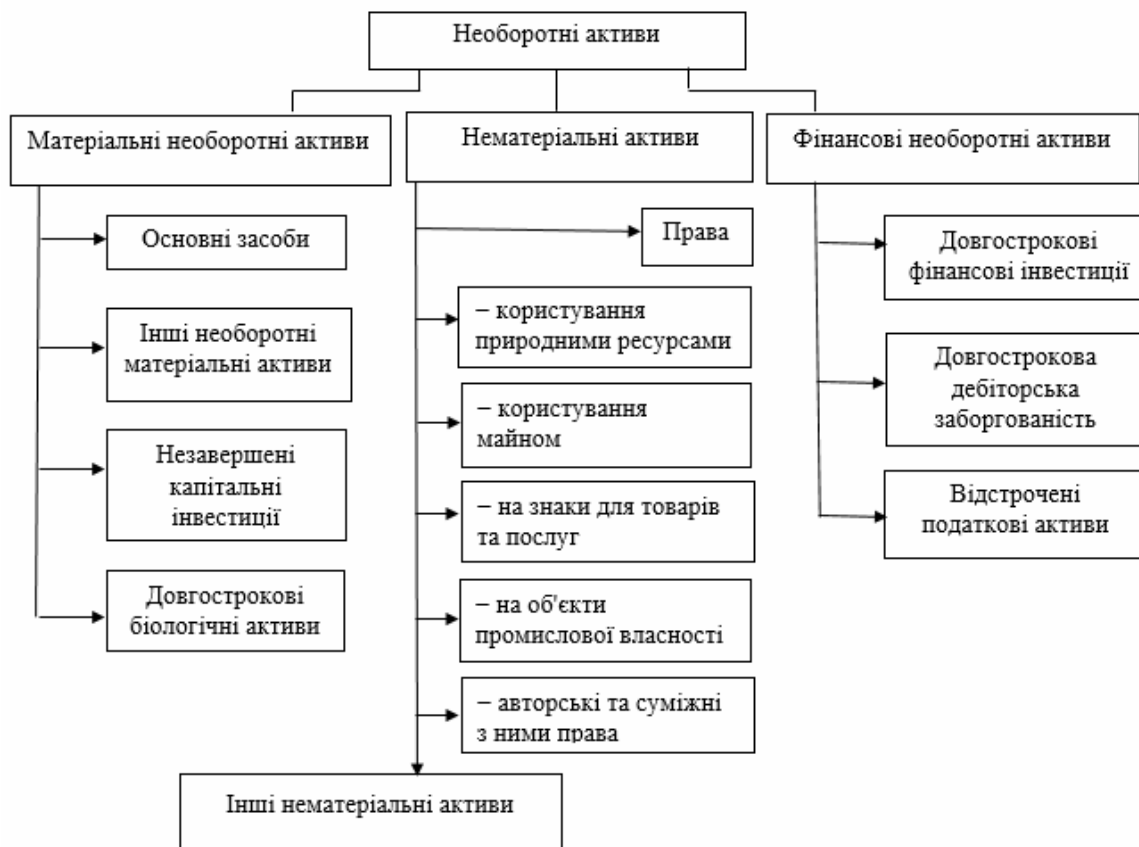 Необоротні активи
Матеріальні необоротні активи
Нематеріальні активи
Фінансові необоротні активи
Основні засоби
Інші необоротні
матеріальні активи
Незавершені
капітальні
інвестиції
Довгострокові
біологічні активи
Права
– користування
природними ресурсами
– користування
майном
– на знаки для товарів
та послуг
– на об'єкти
промислової власності
– авторські та суміжні
з ними права
Інші нематеріальні активи
Довгострокові
фінансові інвестиції
Довгострокова
дебіторська
заборгованість
Відстрочені
податкові активи